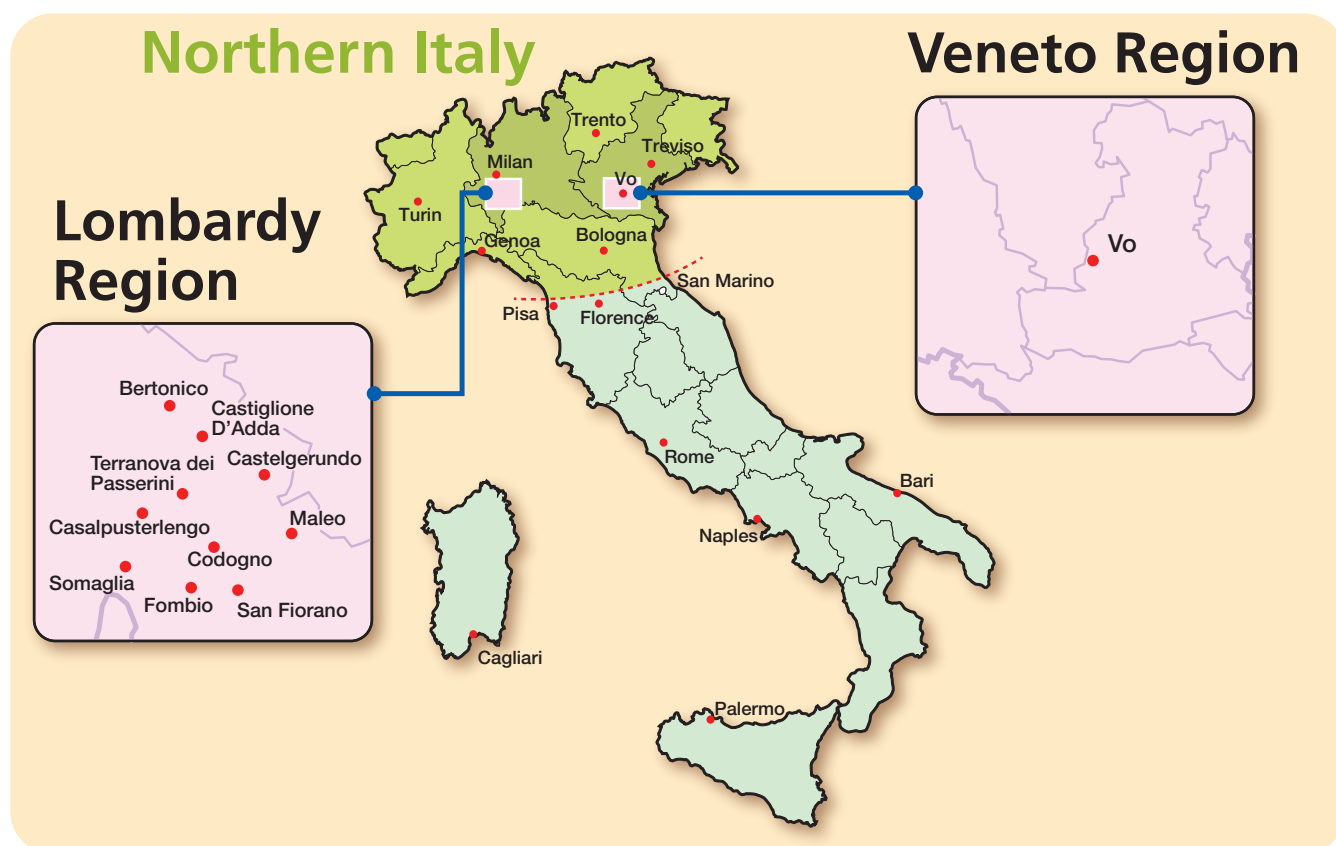 Northern Italy
Veneto Region
Lombardy
Region
Trento
Treviso
Milan
Vo
Turin
Genoa
Bologna
San Marino
Pisa
Florence
Rome
Bari
Naples
Cagliari
Palermo
Bertonico
Castiglione
D'Adda
Terranova dei
Passerini
Castelgerundo
Casalpusterlengo
Maleo
Codogno
Somaglia
Fombio
San Fiorano
Vo